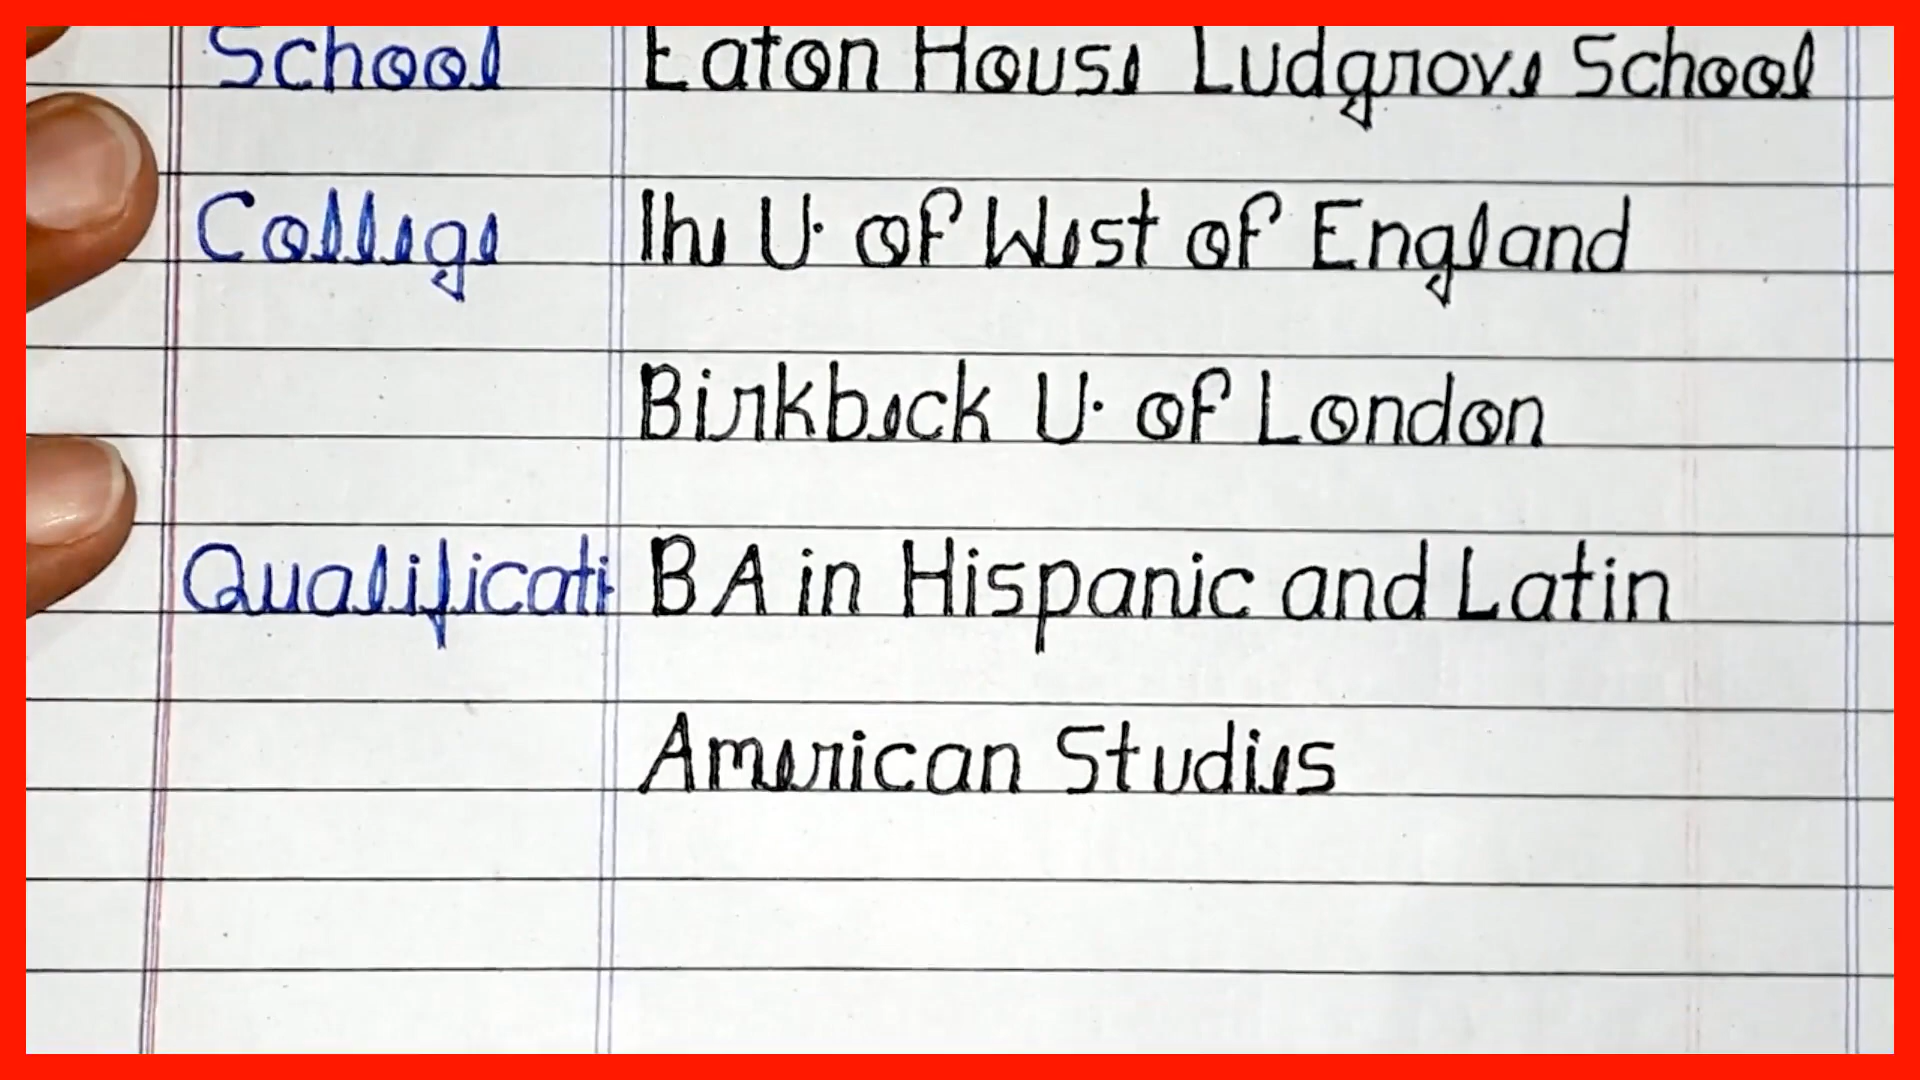 School Eaton House Ludgrove School
College The U. of West of England
Birkbeck U. of London
Qualificati BA in Hispanic and Latin
American Studies